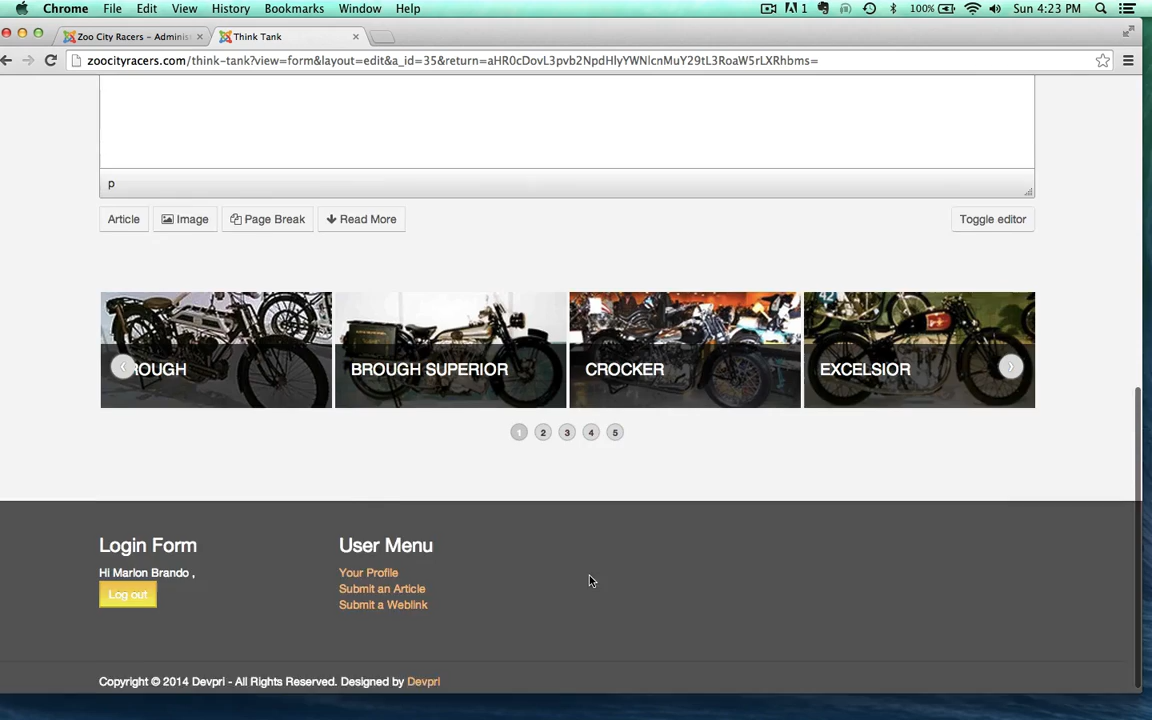 Chrome File Edit View History Bookmarks Window Help 1 100% Sun 4:23 PM
Zoo City Racers – Adminis Think Tank
zoocityracers.com/think-tank?view=form&layout=edit&a_id=35&return=aHR0cDovL3pvb2NpdHlyYWNlcnMuY29tL3RoaW5rLXRhbms=
p
Article Image Page Break Read More Toggle editor
ROUGH BROUGH SUPERIOR CROCKER EXCELSIOR
1 2 3 4 5
Login Form User Menu
Hi Marlon Brando , Your Profile
Log out Submit an Article
Submit a Weblink
Copyright © 2014 Devpri - All Rights Reserved. Designed by Devpri